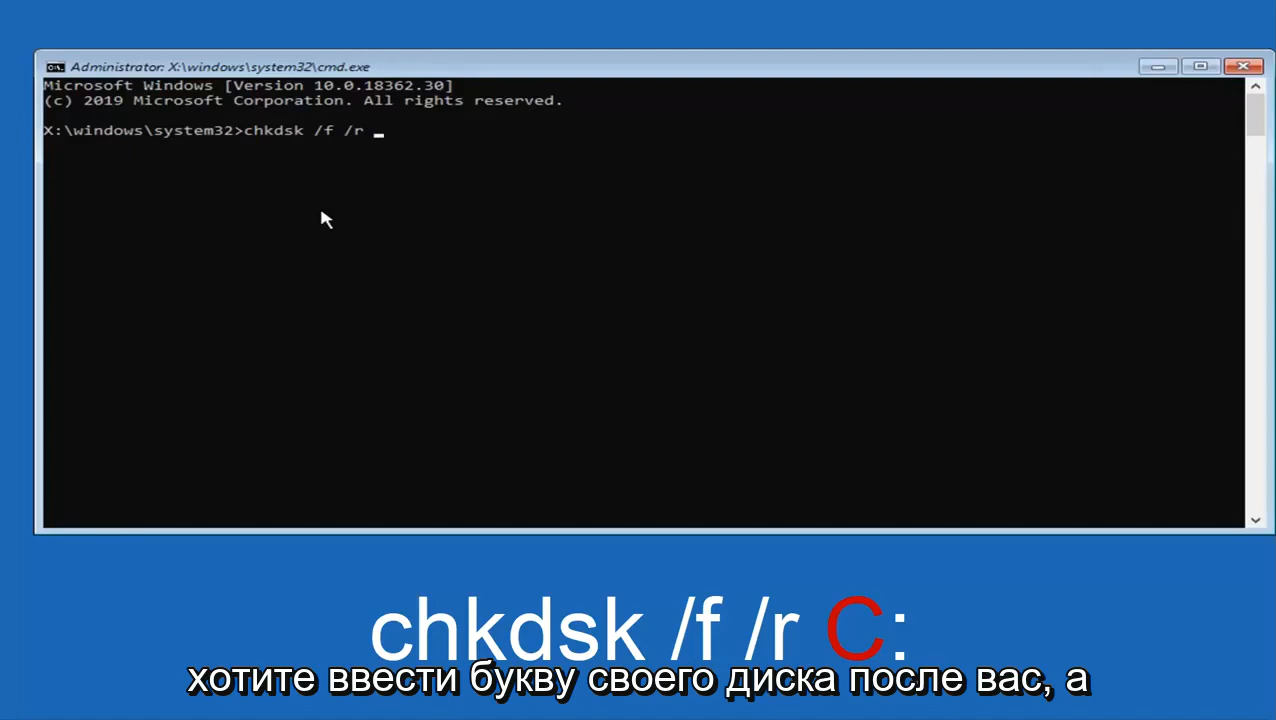 Administrator: X:\windows\system32\cmd.exe
Microsoft Windows [Version 10.0.18362.30]
(c) 2019 Microsoft Corporation. All rights reserved.
X:\windows\system32>chkdsk /f /r _
chkdsk /f /r C:
хотите ввести букву своего диска после вас, а